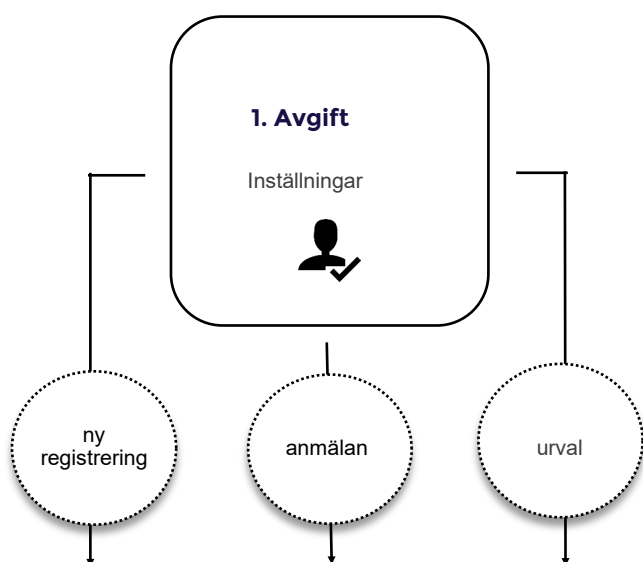 1. Avgift
Inställningar
ny
registrering
anmälan
urval